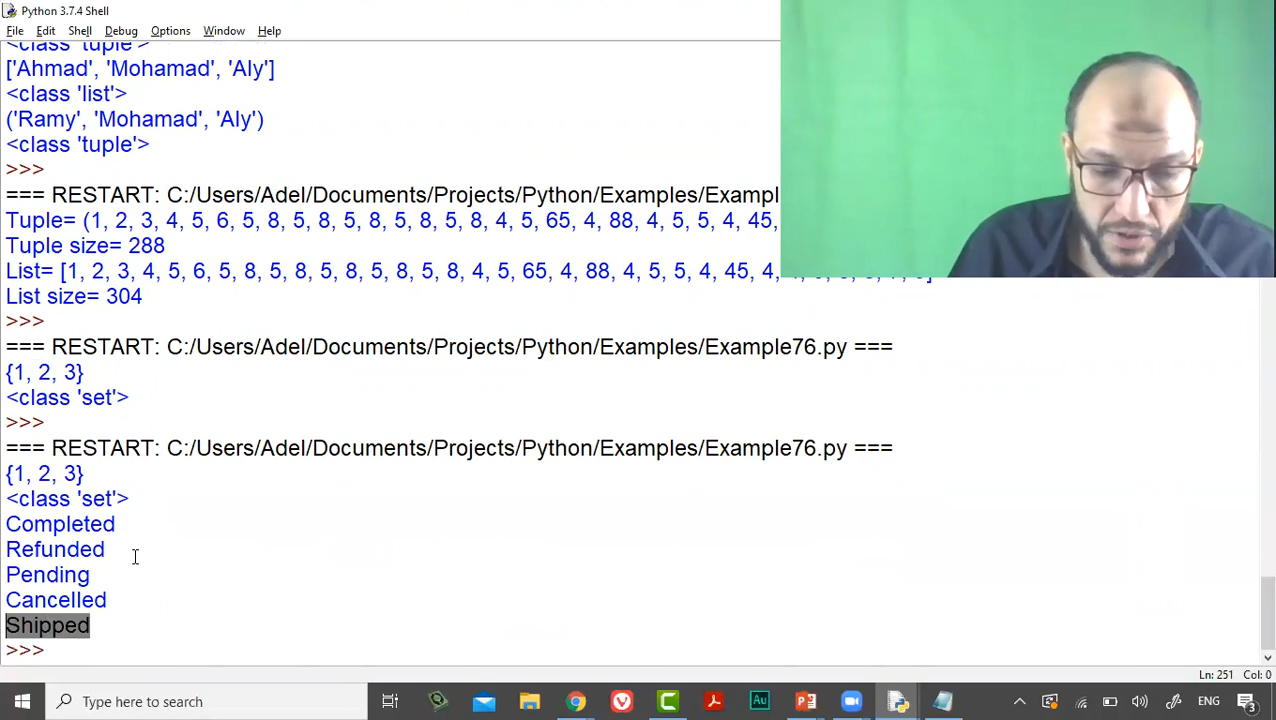 Python 3.7.4 Shell
File Edit Shell Debug Options Window Help
<class 'tuple'>
['Ahmad', 'Mohamad', 'Aly']
<class 'list'>
('Ramy', 'Mohamad', 'Aly')
<class 'tuple'>
>>>
=== RESTART: C:/Users/Adel/Documents/Projects/Python/Examples/Exampl
Tuple= (1, 2, 3, 4, 5, 6, 5, 8, 5, 8, 5, 8, 5, 8, 5, 8, 4, 5, 65, 4, 88, 4, 5, 5, 4, 45,
Tuple size= 288
List= [1, 2, 3, 4, 5, 6, 5, 8, 5, 8, 5, 8, 5, 8, 5, 8, 4, 5, 65, 4, 88, 4, 5, 5, 4, 45, 4,
List size= 304
>>>
=== RESTART: C:/Users/Adel/Documents/Projects/Python/Examples/Example76.py ===
{1, 2, 3}
<class 'set'>
>>>
=== RESTART: C:/Users/Adel/Documents/Projects/Python/Examples/Example76.py ===
{1, 2, 3}
<class 'set'>
Completed
Refunded
Pending
Cancelled
Shipped
>>>
Ln: 251 Col: 0
Type here to search
ENG
3